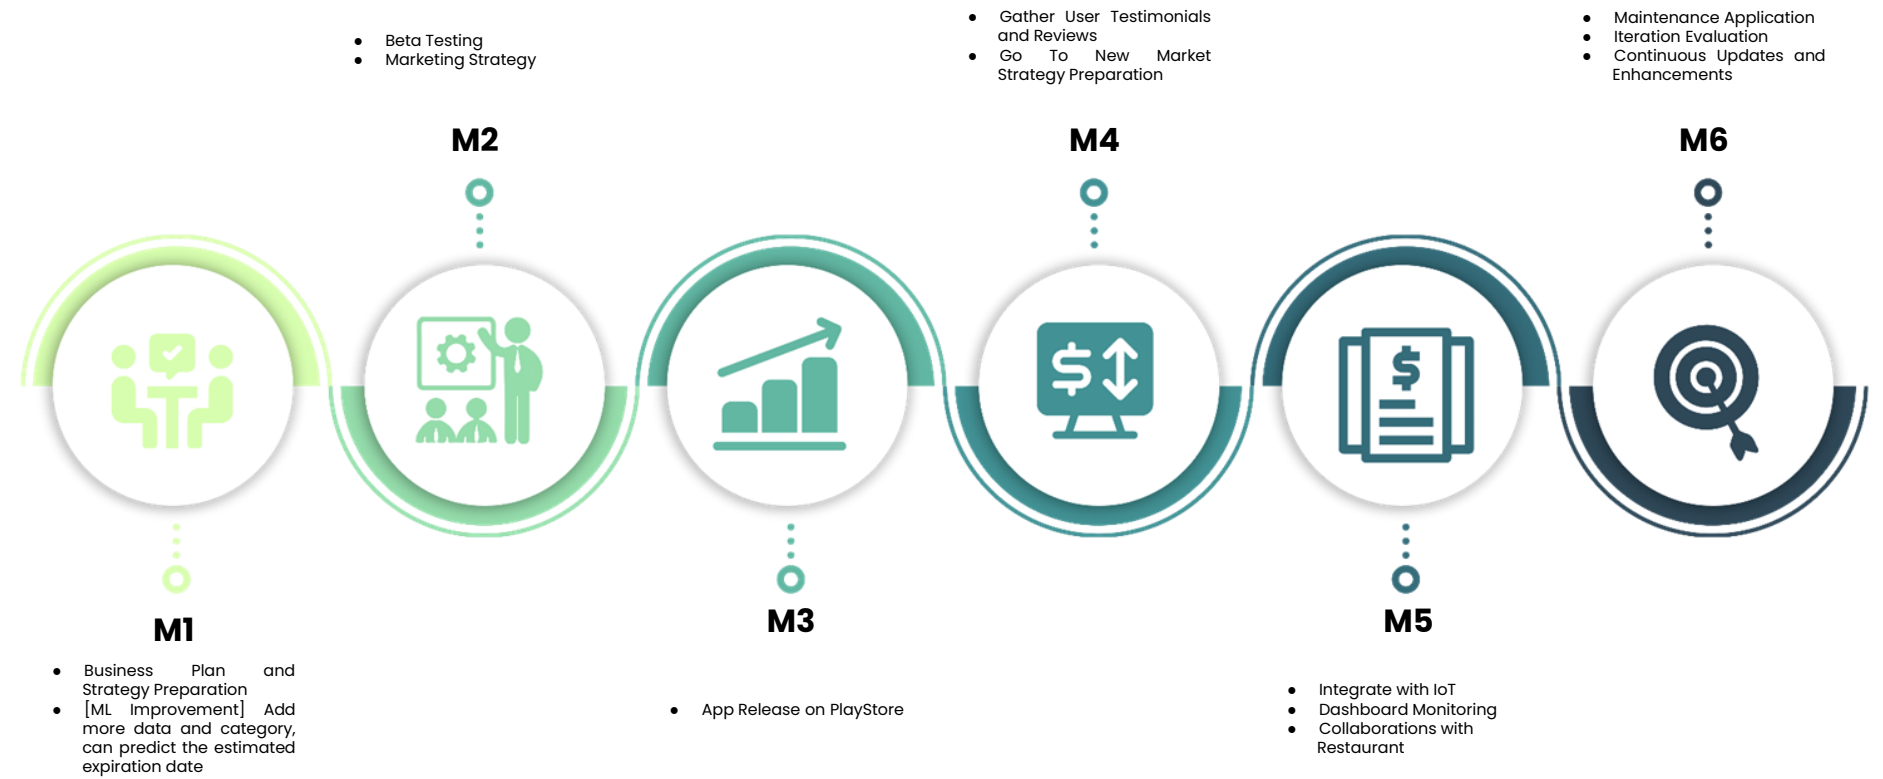 M1
● Business Plan and
Strategy Preparation
● [ML Improvement] Add
more data and category,
can predict the estimated
expiration date
● Beta Testing
● Marketing Strategy
M2
M3
● App Release on PlayStore
● Gather User Testimonials
and Reviews
● Go To New Market
Strategy Preparation
M4
$
M5
$
● Integrate with IoT
● Dashboard Monitoring
● Collaborations with
Restaurant
● Maintenance Application
● Iteration Evaluation
● Continuous Updates and
Enhancements
M6